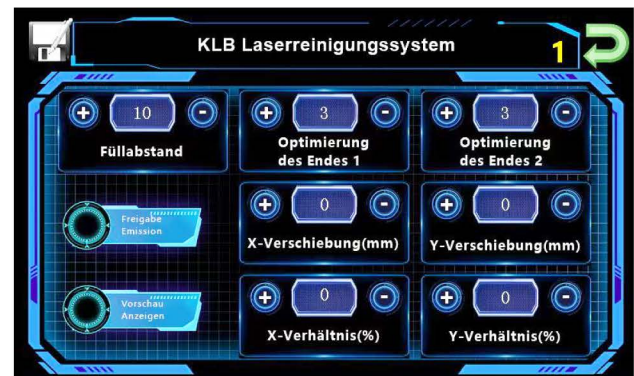 KLB Laserreinigungssystem
1
+ 10 -
Füllabstand
+ 3 -
Optimierung
des Endes 1
+ 3 -
Optimierung
des Endes 2
Freigabe
Emission
+ 0 -
X-Verschiebung(mm)
+ 0 -
Y-Verschiebung(mm)
Vorschau
Anzeigen
+ 0 -
X-Verhältnis(%)
+ 0 -
Y-Verhältnis(%)